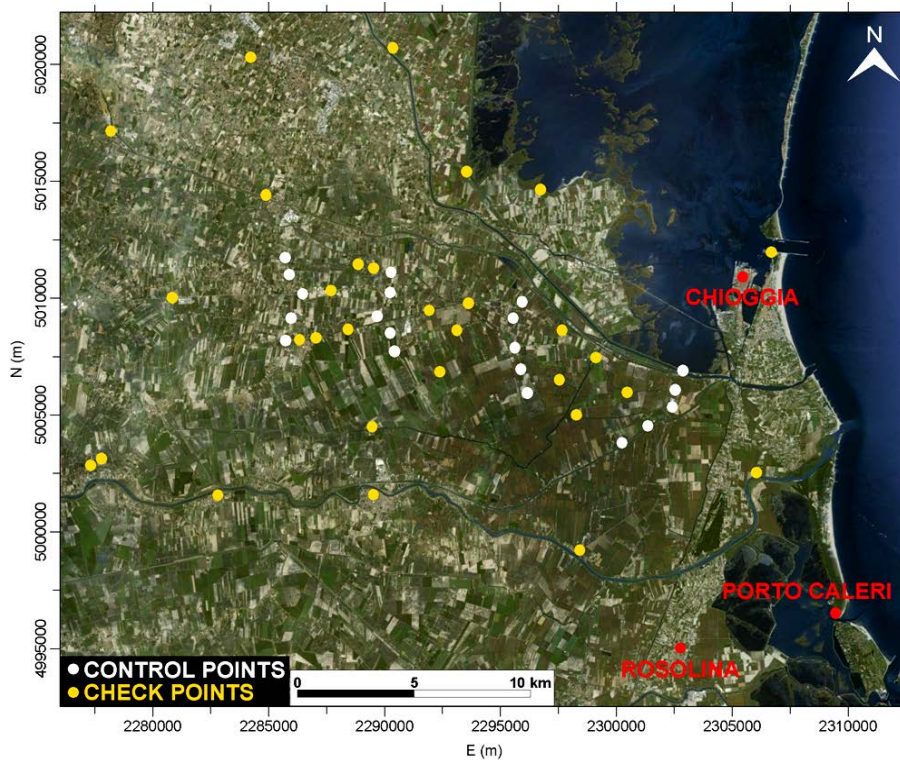 N
5020000
5015000
5010000
5005000
5000000
4995000
N (m)
CHIOGGIA
PORTO CALERI
ROSOLINA
CONTROL POINTS
CHECK POINTS
0 5 10 km
2280000 2285000 2290000 2295000 2300000 2305000 2310000
E (m)